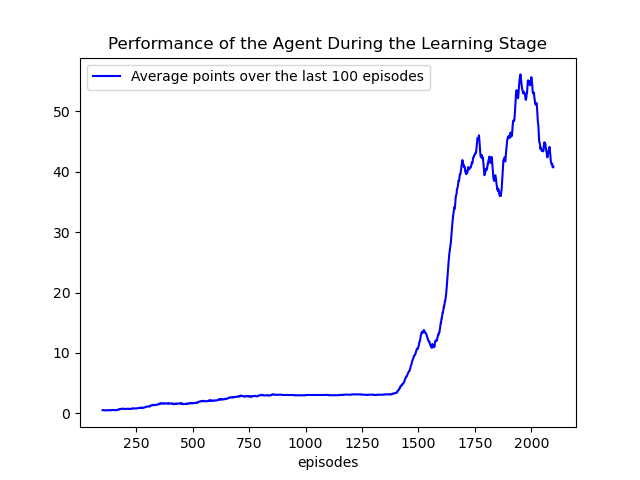 Performance of the Agent During the Learning Stage
Average points over the last 100 episodes
50
40
30
20
10
0
250 500 750 1000 1250 1500 1750 2000
episodes